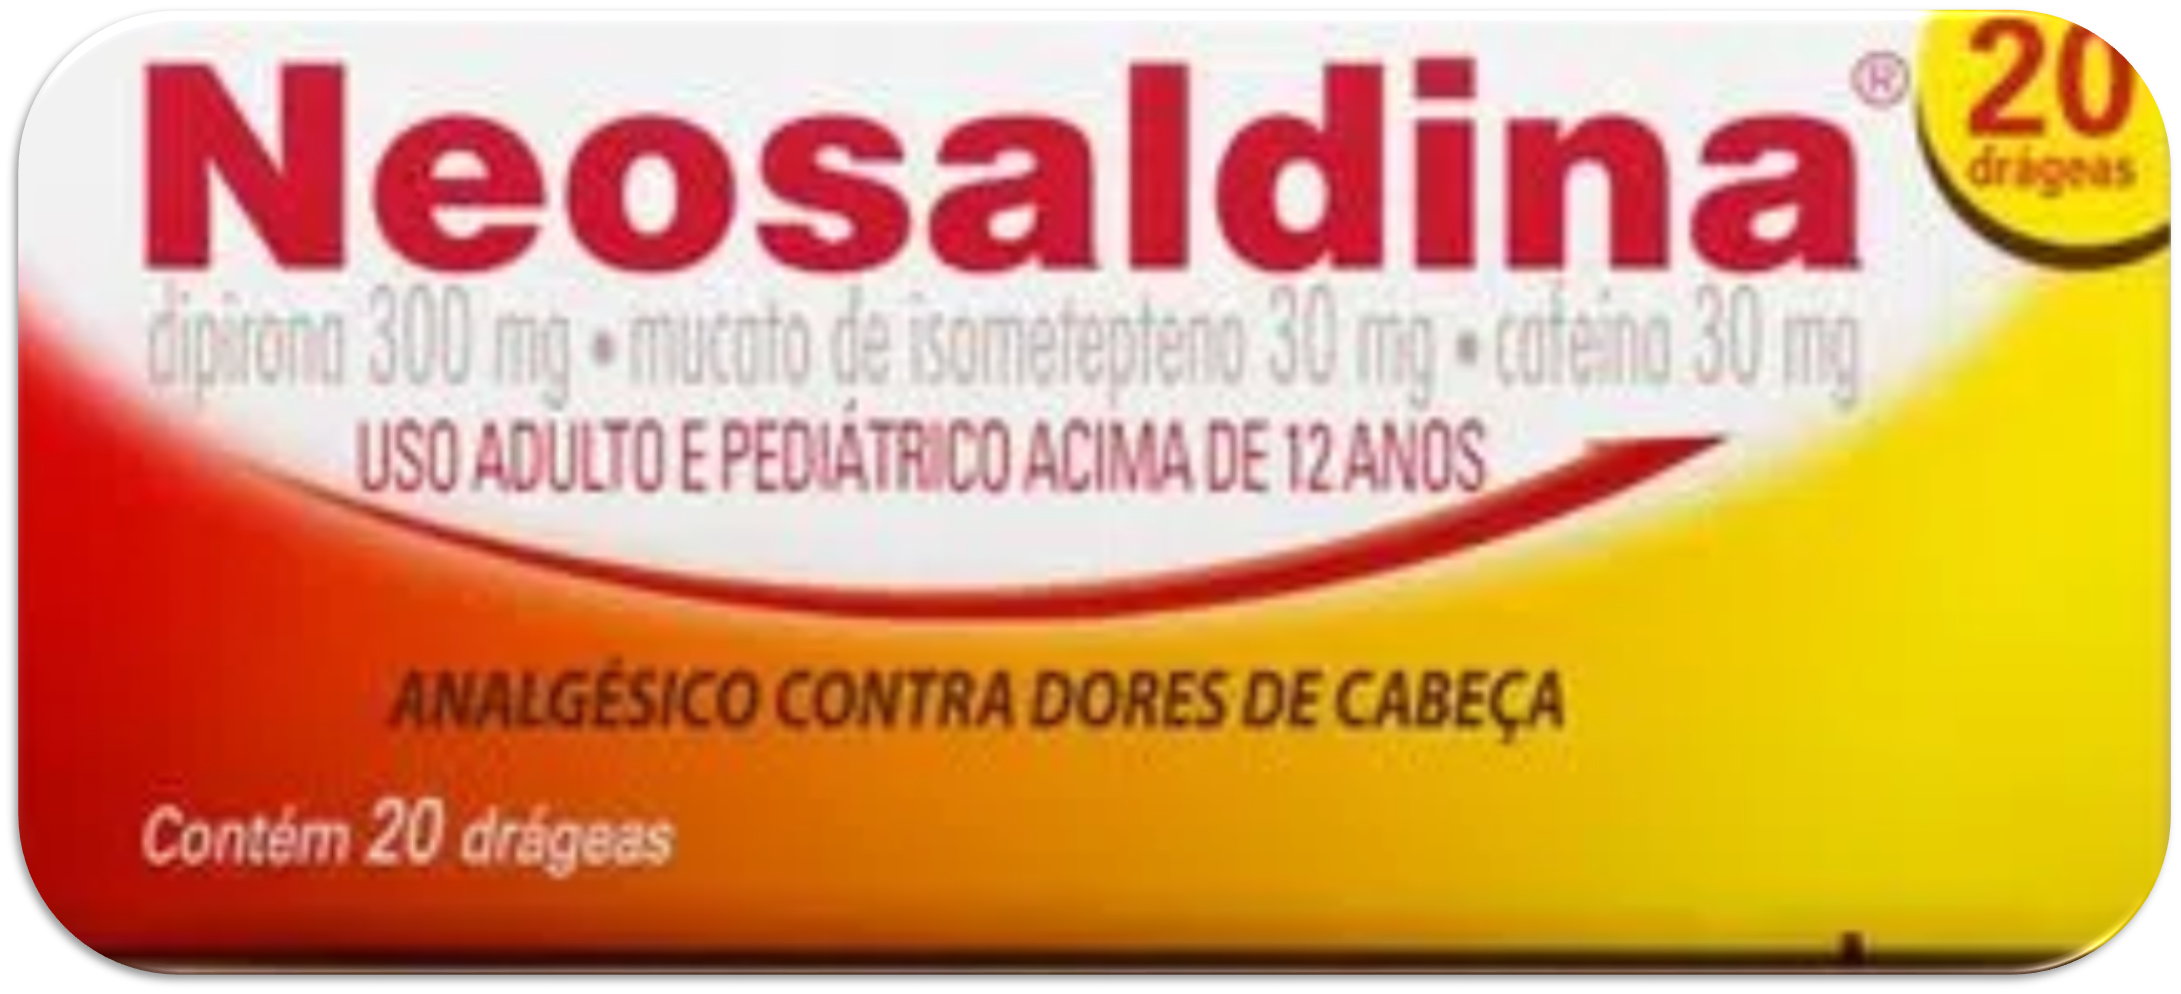 Neosaldina®
20
drágeas
dipirona 300 mg • mucato de isometepteno 30 mg • cafeína 30 mg
USO ADULTO E PEDIÁTRICO ACIMA DE 12 ANOS
ANALGÉSICO CONTRA DORES DE CABEÇA
Contém 20 drágeas